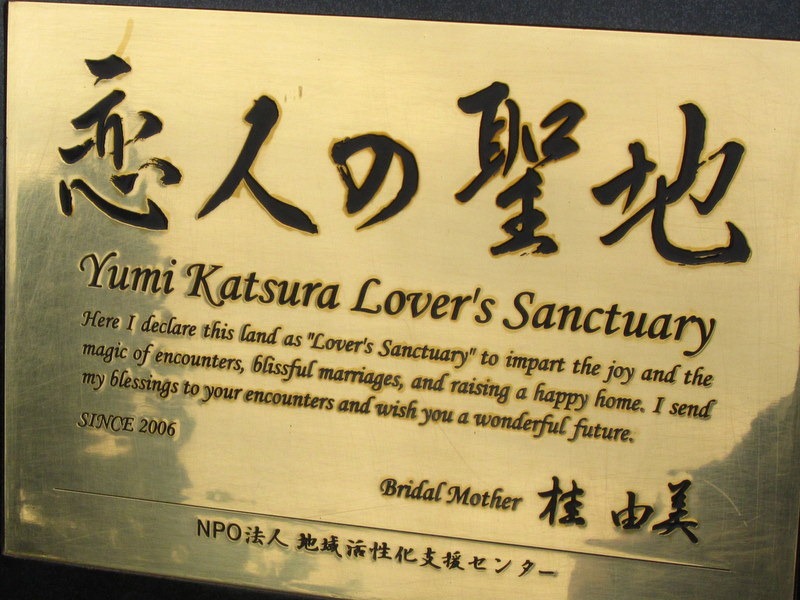 恋人の聖地
Yumi Katsura Lover's Sanctuary
Here I declare this land as "Lover's Sanctuary" to impart the joy and the
magic of encounters, blissful marriages, and raising a happy home. I send
my blessings to your encounters and wish you a wonderful future.
SINCE 2006
Bridal Mother 桂 由美
NPO法人 地域活性化支援センター